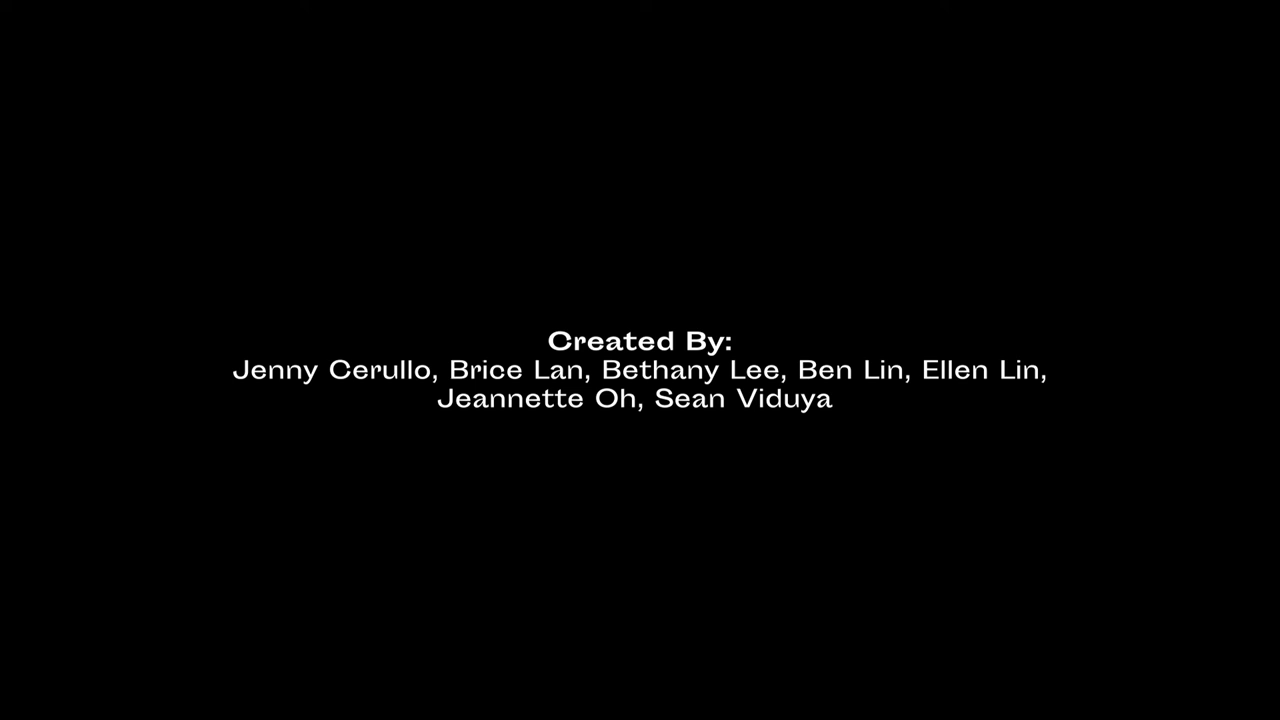 Created By:
Jenny Cerullo, Brice Lan, Bethany Lee, Ben Lin, Ellen Lin,
Jeannette Oh, Sean Viduya